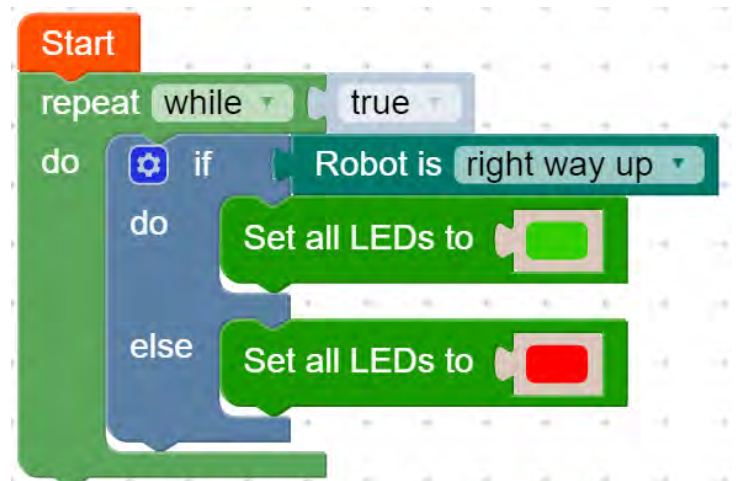 Start
repeat while true
do if Robot is right way up
do Set all LEDs to
else Set all LEDs to